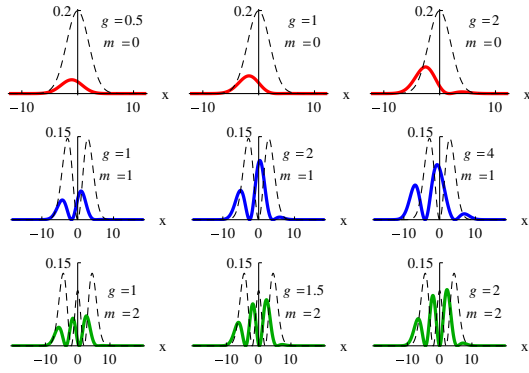 0.2 g = 0.5 0.2 g = 1 0.2 g = 2
m = 0 m = 0 m = 0
−10 10 x −10 10 x −10 10 x
0.15 0.15 0.15
g = 1 g = 2 g = 4
m = 1 m = 1 m = 1
−10 0 10 x −10 0 10 x −10 0 10 x
0.15 0.15 0.15
g = 1 g = 1.5 g = 2
m = 2 m = 2 m = 2
−10 0 10 x −10 0 10 x −10 0 10 x